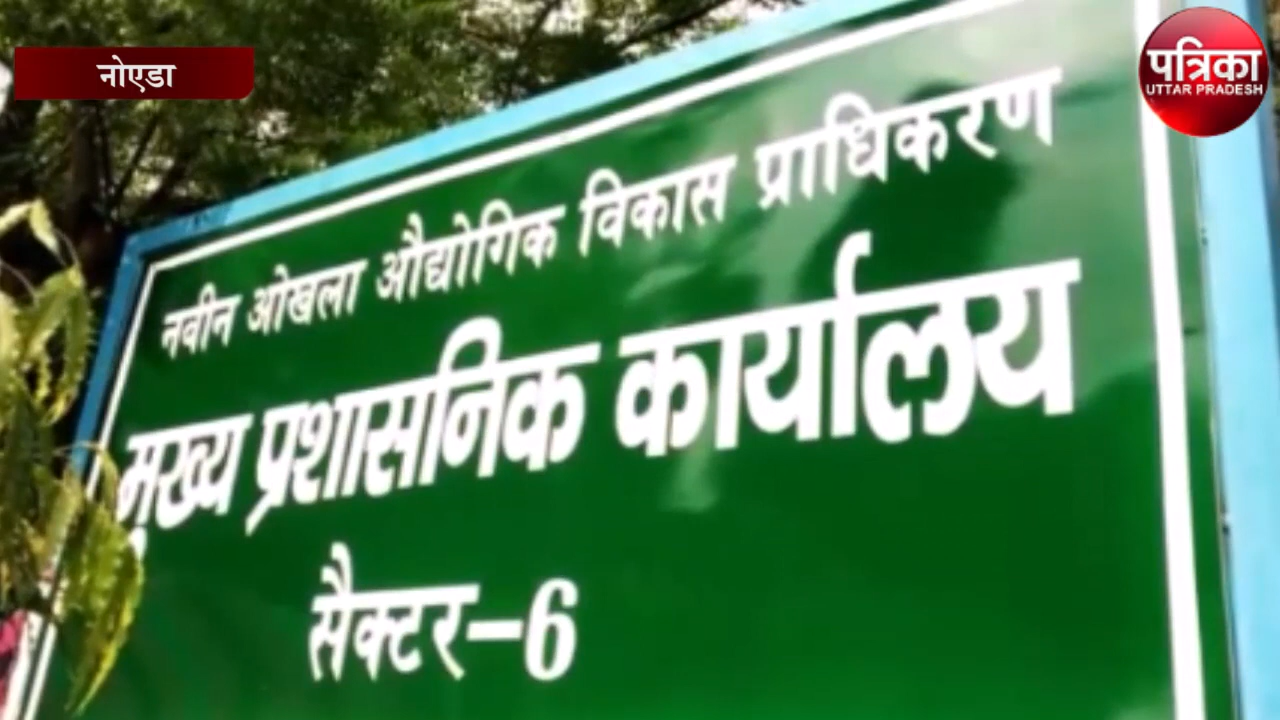 नोएडा
पत्रिका
UTTAR PRADESH
नवीन ओखला औद्योगिक विकास प्राधिकरण
मुख्य प्रशासनिक कार्यालय
सैक्टर-6